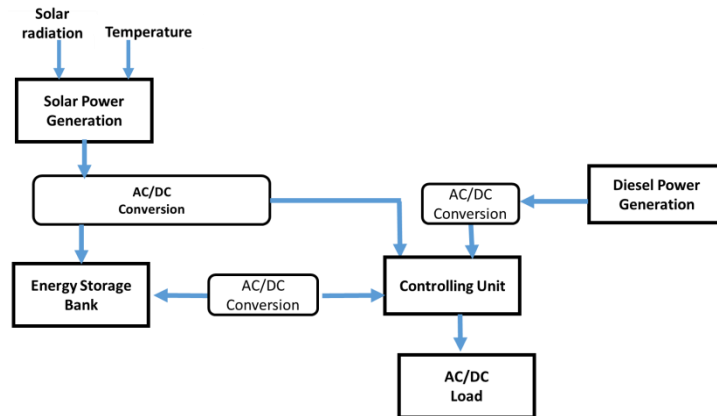 Solar
radiation
Temperature
Solar Power
Generation
AC/DC
Conversion
AC/DC
Conversion
Diesel Power
Generation
Energy Storage
Bank
AC/DC
Conversion
Controlling Unit
AC/DC
Load